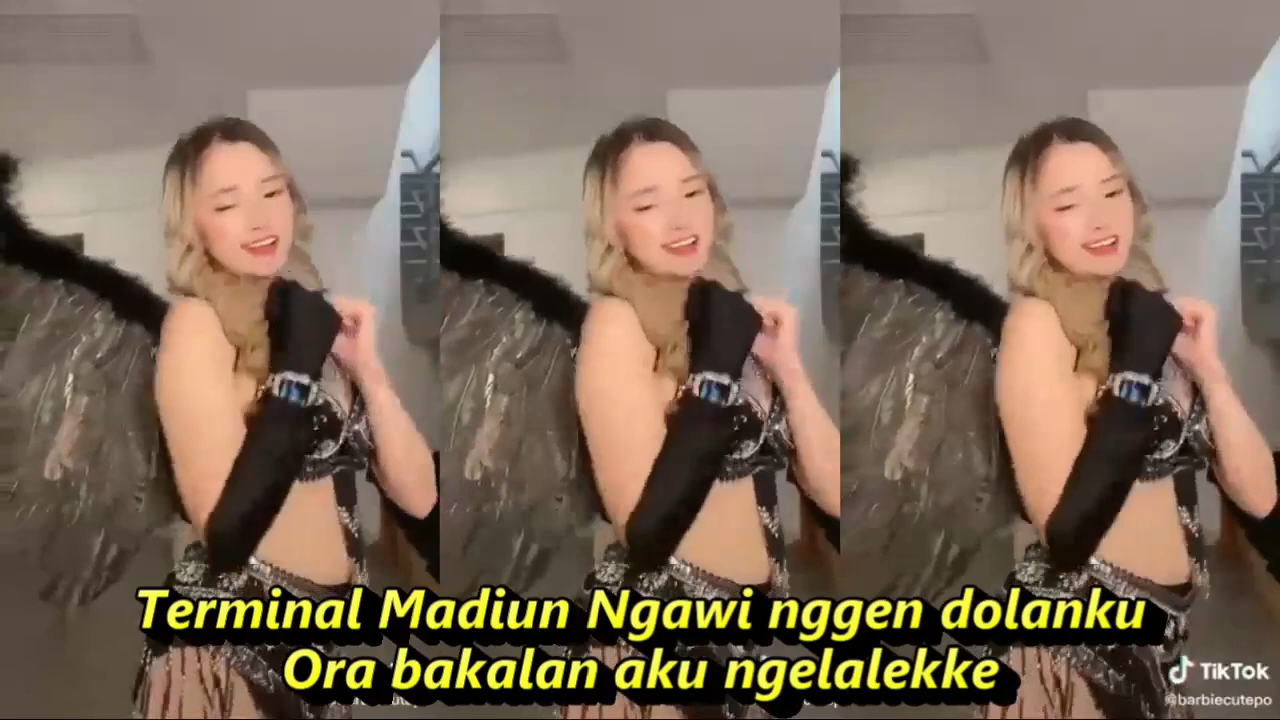 Terminal Madiun Ngawi nggen dolanku
Ora bakalan aku ngelalekke
TikTok
@barbiecutepo